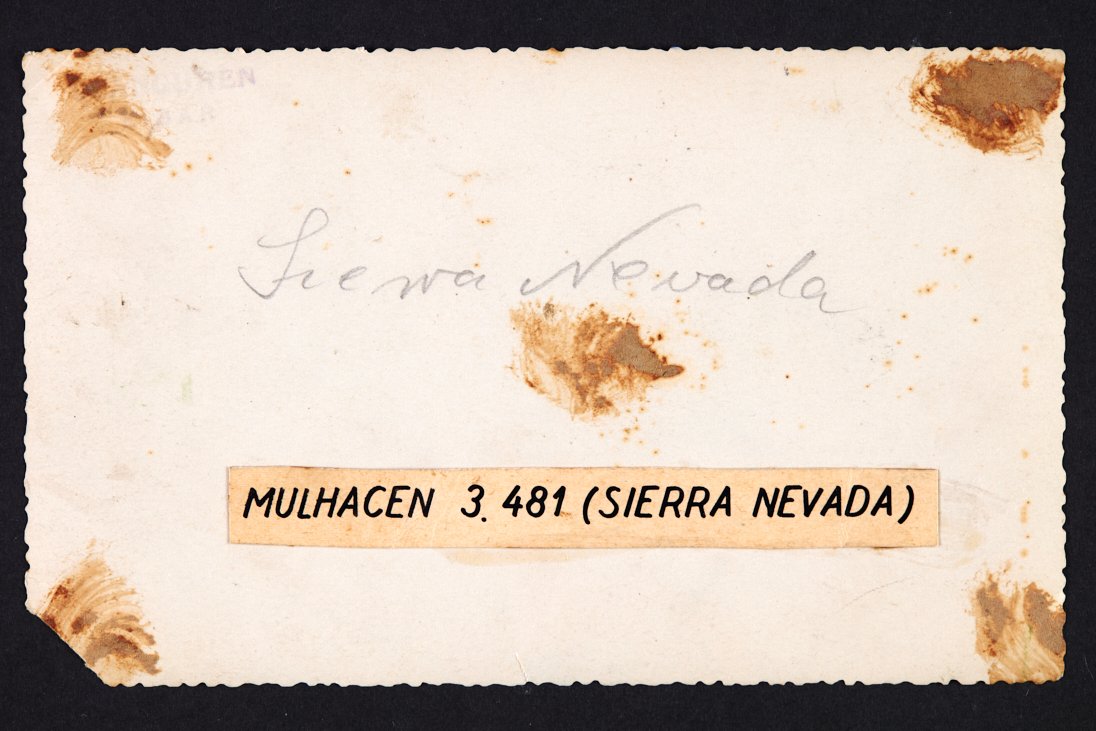 Sierra Nevada
MULHACEN 3.481 (SIERRA NEVADA)